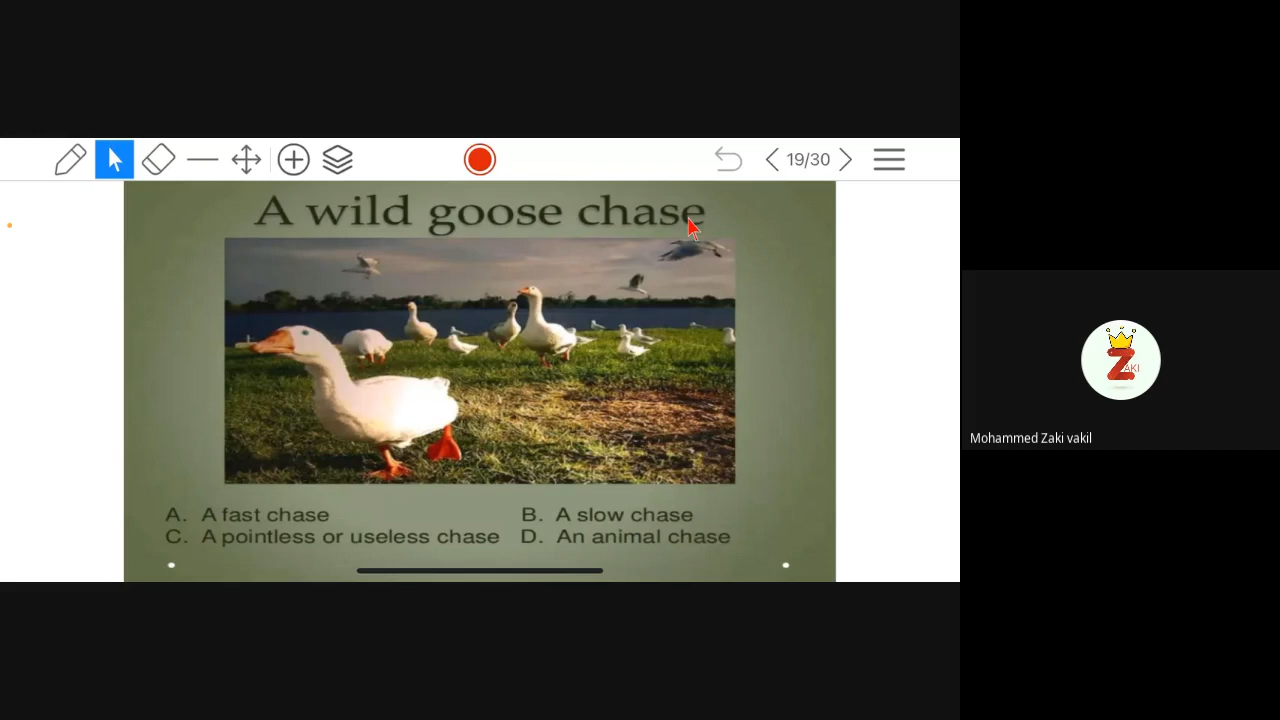 19/30
A wild goose chase
A. A fast chase
B. A slow chase
C. A pointless or useless chase
D. An animal chase
ZAKI
Mohammed Zaki vakil